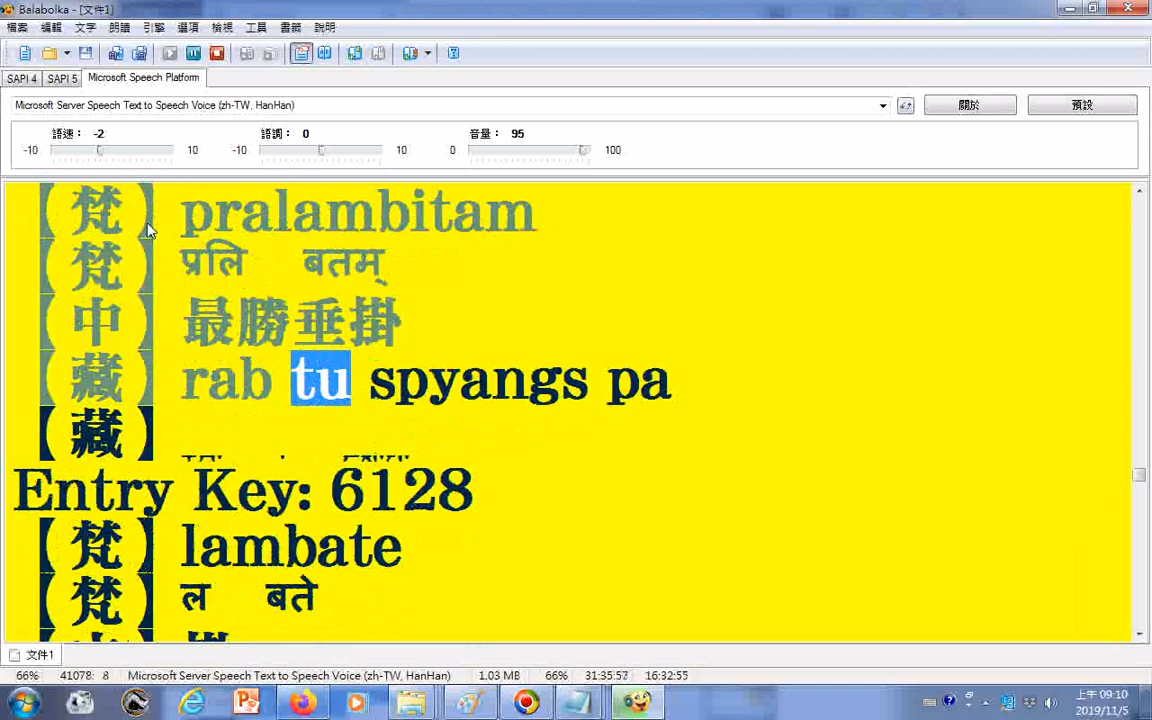 Balabolka - [文件1]
檔案 編輯 文字 朗讀 引擎 選項 檢視 工具 書籤 說明
SAPI 4 SAPI 5 Microsoft Speech Platform
Microsoft Server Speech Text to Speech Voice (zh-TW, HanHan) 關於 預設
語速： -2 語調： 0 音量： 95
-10 10 -10 10 0 100
【梵】 pralambitam
【梵】 प्रलि बतम्
【中】 最勝垂掛
【藏】 rab tu spyangs pa
【藏】
Entry Key: 6128
【梵】 lambate
【梵】 ल बते
文件1
66% 41078: 8 Microsoft Server Speech Text to Speech Voice (zh-TW, HanHan) 1.03 MB 66% 31:35:57 16:32:55
上午 09:10
2019/11/5